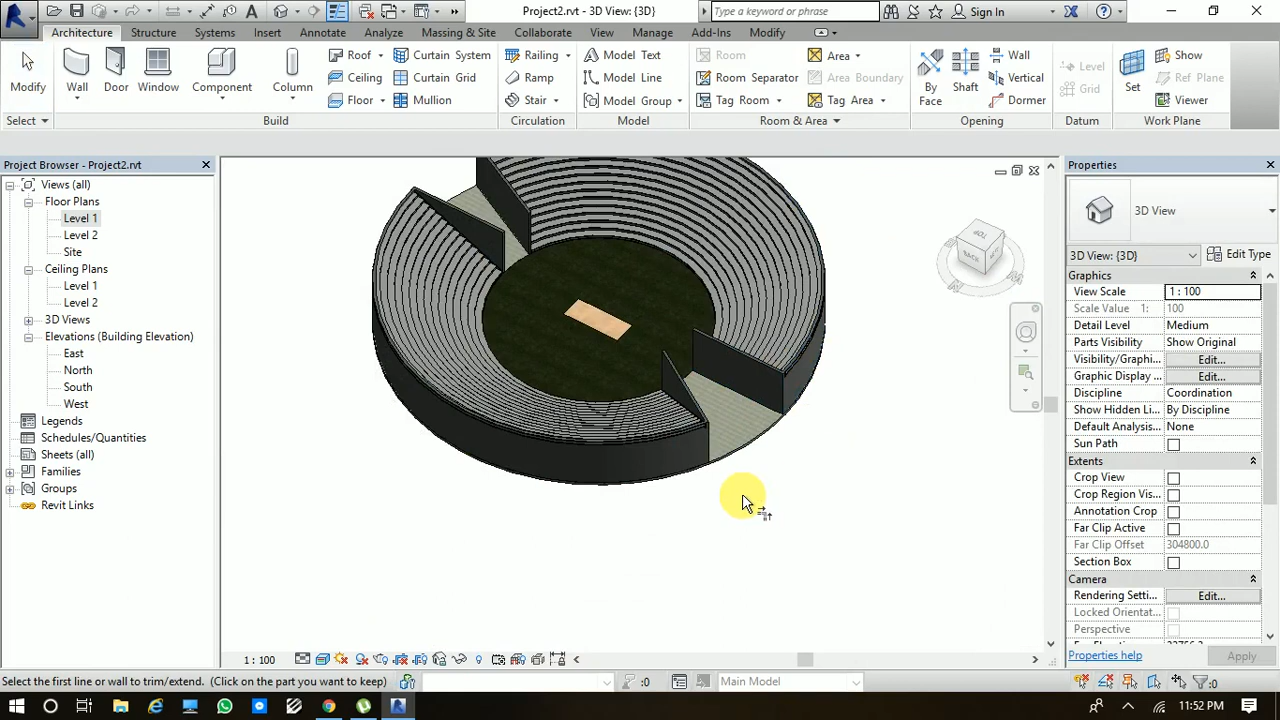 Project2.rvt - 3D View: {3D}
Type a keyword or phrase
Sign In
Architecture Structure Systems Insert Annotate Analyze Massing & Site Collaborate View Manage Add-Ins Modify
Modify
Wall
Door
Window
Component
Column
Roof
Ceiling
Floor
Curtain System
Curtain Grid
Mullion
Railing
Ramp
Stair
Model Text
Model Line
Model Group
Room
Room Separator
Tag Room
Area
Area Boundary
Tag Area
By Face
Shaft
Wall
Vertical
Dormer
Level
Grid
Set
Show
Ref Plane
Viewer
Select Build Circulation Model Room & Area Opening Datum Work Plane
Project Browser - Project2.rvt
Views (all)
Floor Plans
Level 1
Level 2
Site
Ceiling Plans
Level 1
Level 2
3D Views
Elevations (Building Elevation)
East
North
South
West
Legends
Schedules/Quantities
Sheets (all)
Families
Groups
Revit Links
TOP
BACK
Properties
3D View
3D View: {3D} Edit Type
Graphics
View Scale 1 : 100
Scale Value 1: 100
Detail Level Medium
Parts Visibility Show Original
Visibility/Graphi... Edit...
Graphic Display ... Edit...
Discipline Coordination
Show Hidden Li... By Discipline
Default Analysis... None
Sun Path
Extents
Crop View
Crop Region Vis...
Annotation Crop
Far Clip Active
Far Clip Offset 304800.0
Section Box
Camera
Rendering Setti... Edit...
Locked Orientat...
Perspective
Properties help Apply
1 : 100
Select the first line or wall to trim/extend. (Click on the part you want to keep)
:0
Main Model
:0
11:52 PM